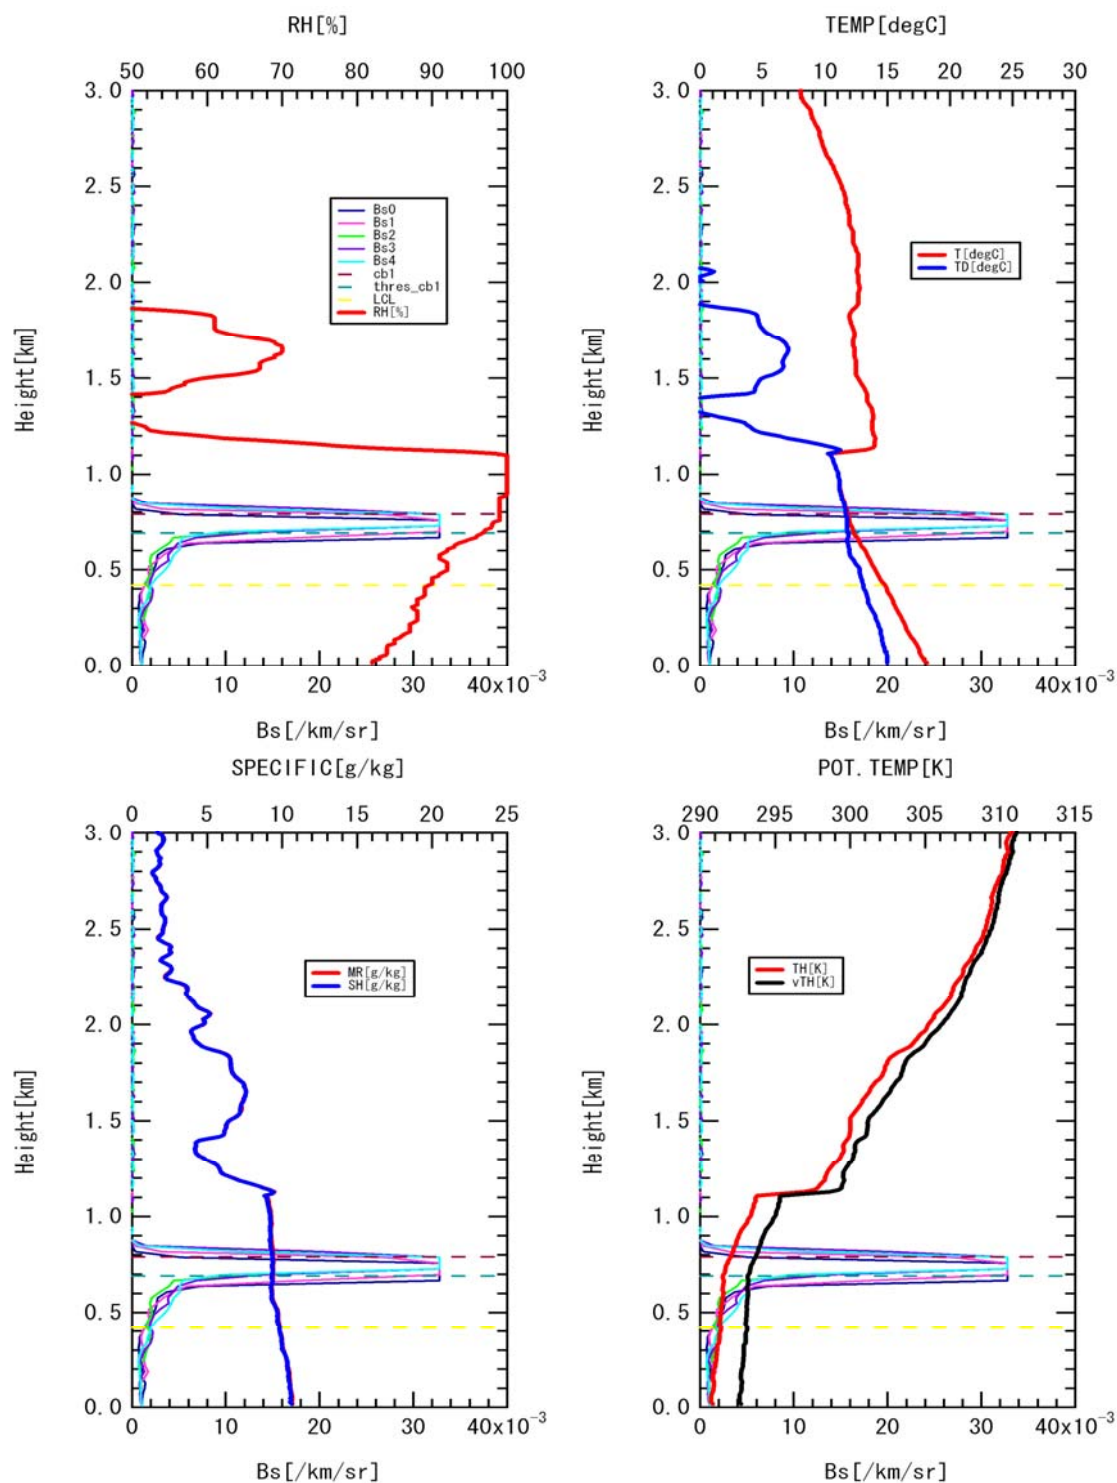 RH[%]
50 60 70 80 90 100
3.0
2.5
2.0
1.5
1.0
0.5
0.0
Height[km]
Bs0
Bs1
Bs2
Bs3
Bs4
cb1
thres_cb1
LCL
RH[%]
0 10 20 30 40x10-3
Bs[/km/sr]
TEMP[degC]
0 5 10 15 20 25 30
3.0
2.5
2.0
1.5
1.0
0.5
0.0
Height[km]
T[degC]
TD[degC]
0 10 20 30 40x10-3
Bs[/km/sr]
SPECIFIC[g/kg]
0 5 10 15 20 25
3.0
2.5
2.0
1.5
1.0
0.5
0.0
Height[km]
MR[g/kg]
SH[g/kg]
0 10 20 30 40x10-3
Bs[/km/sr]
POT.TEMP[K]
290 295 300 305 310 315
3.0
2.5
2.0
1.5
1.0
0.5
0.0
Height[km]
TH[K]
vTH[K]
0 10 20 30 40x10-3
Bs[/km/sr]